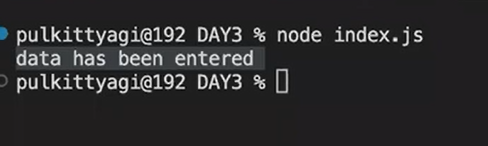 pulkittyagi@192 DAY3 % node index.js
data has been entered
pulkittyagi@192 DAY3 %